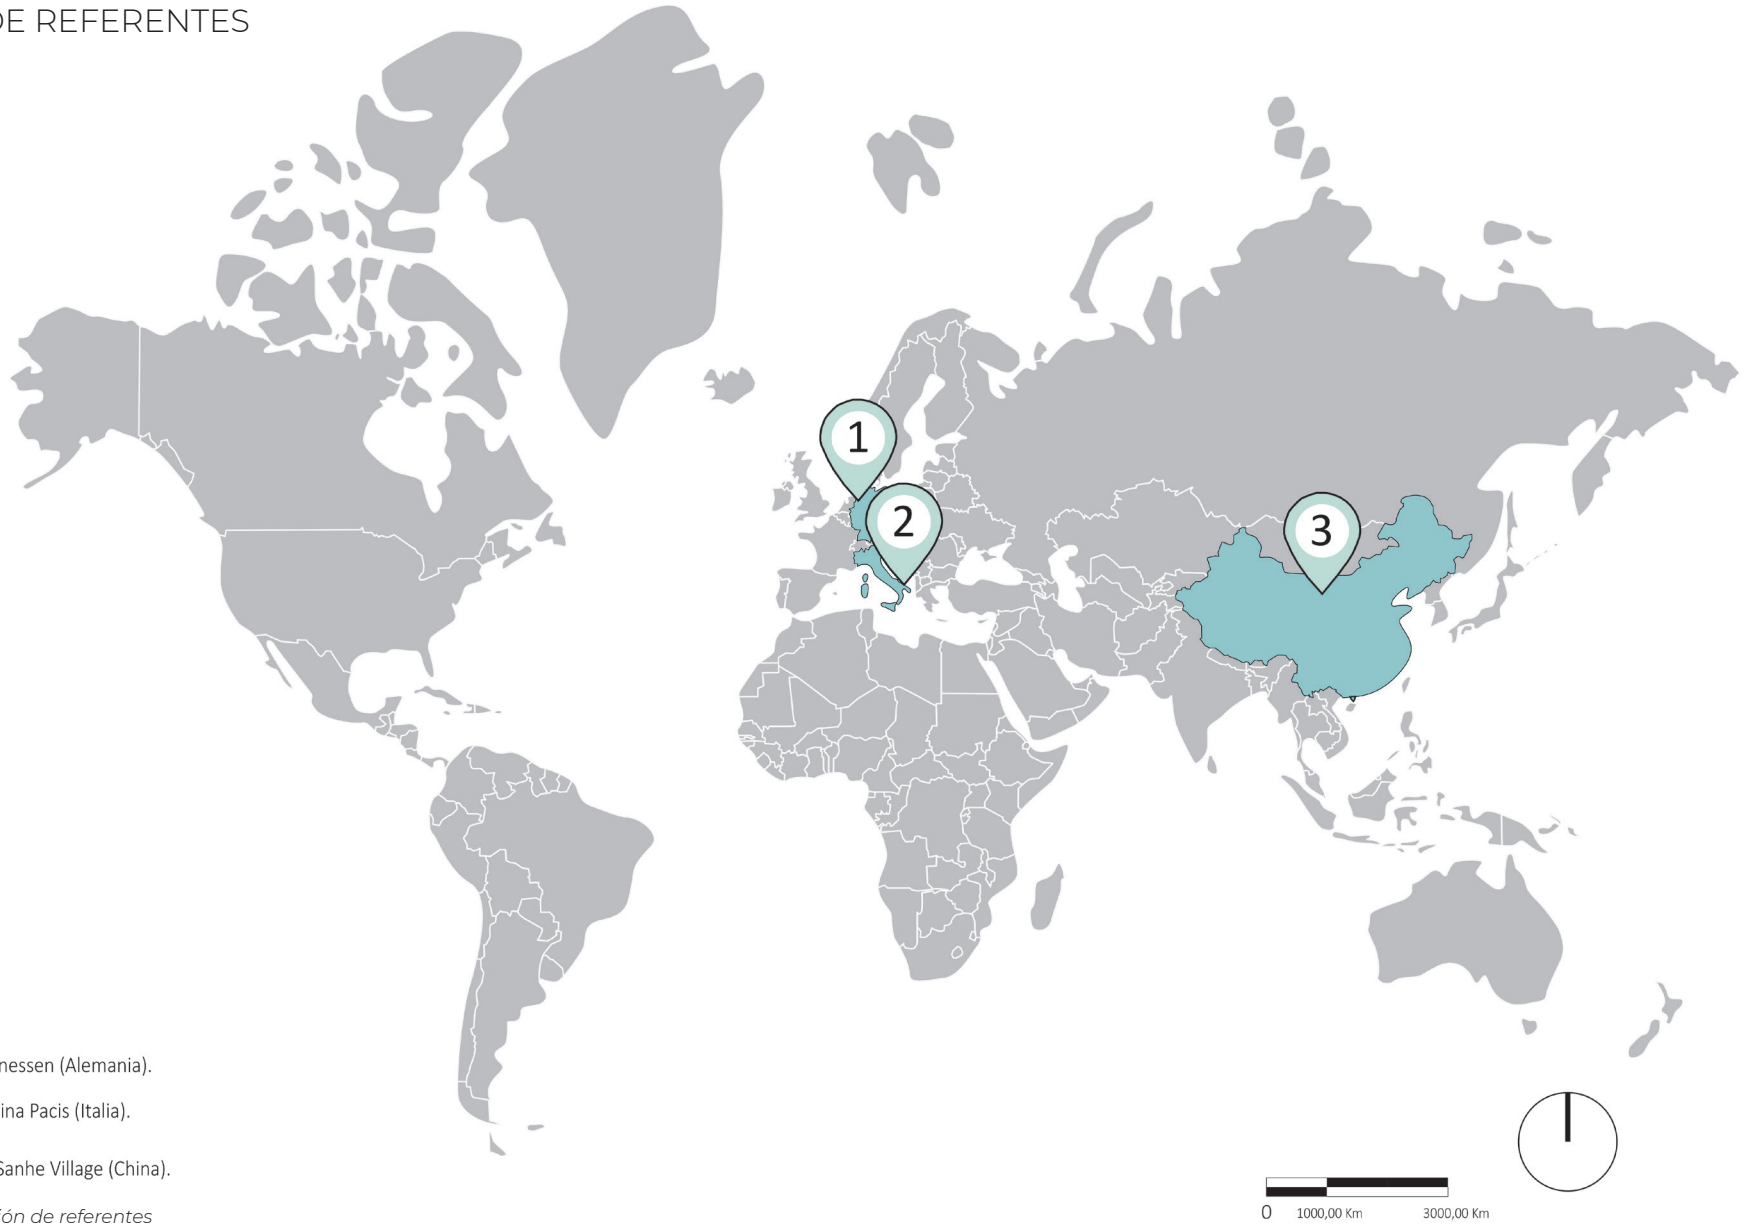 DE REFERENTES
1
2
3
nessen (Alemania).
ina Pacis (Italia).
Sanhe Village (China).
ión de referentes
0 1000,00 Km 3000,00 Km